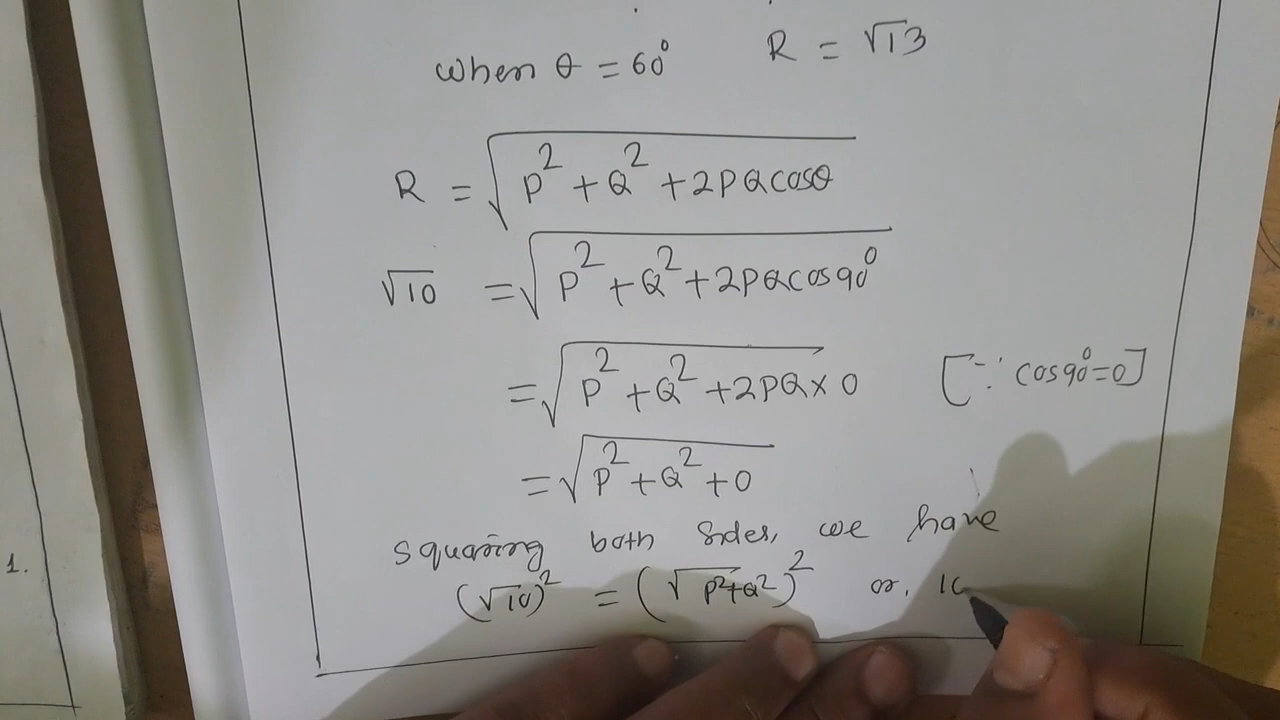 when θ = 60° R = √13
R = √P² + Q² + 2PQcosθ
√10 = √P² + Q² + 2PQcos90°
= √P² + Q² + 2PQ × 0 [∵ cos90° = 0]
= √P² + Q² + 0
squaring both sides, we have
(√10)² = (√P²+Q²)² or, 10
1.